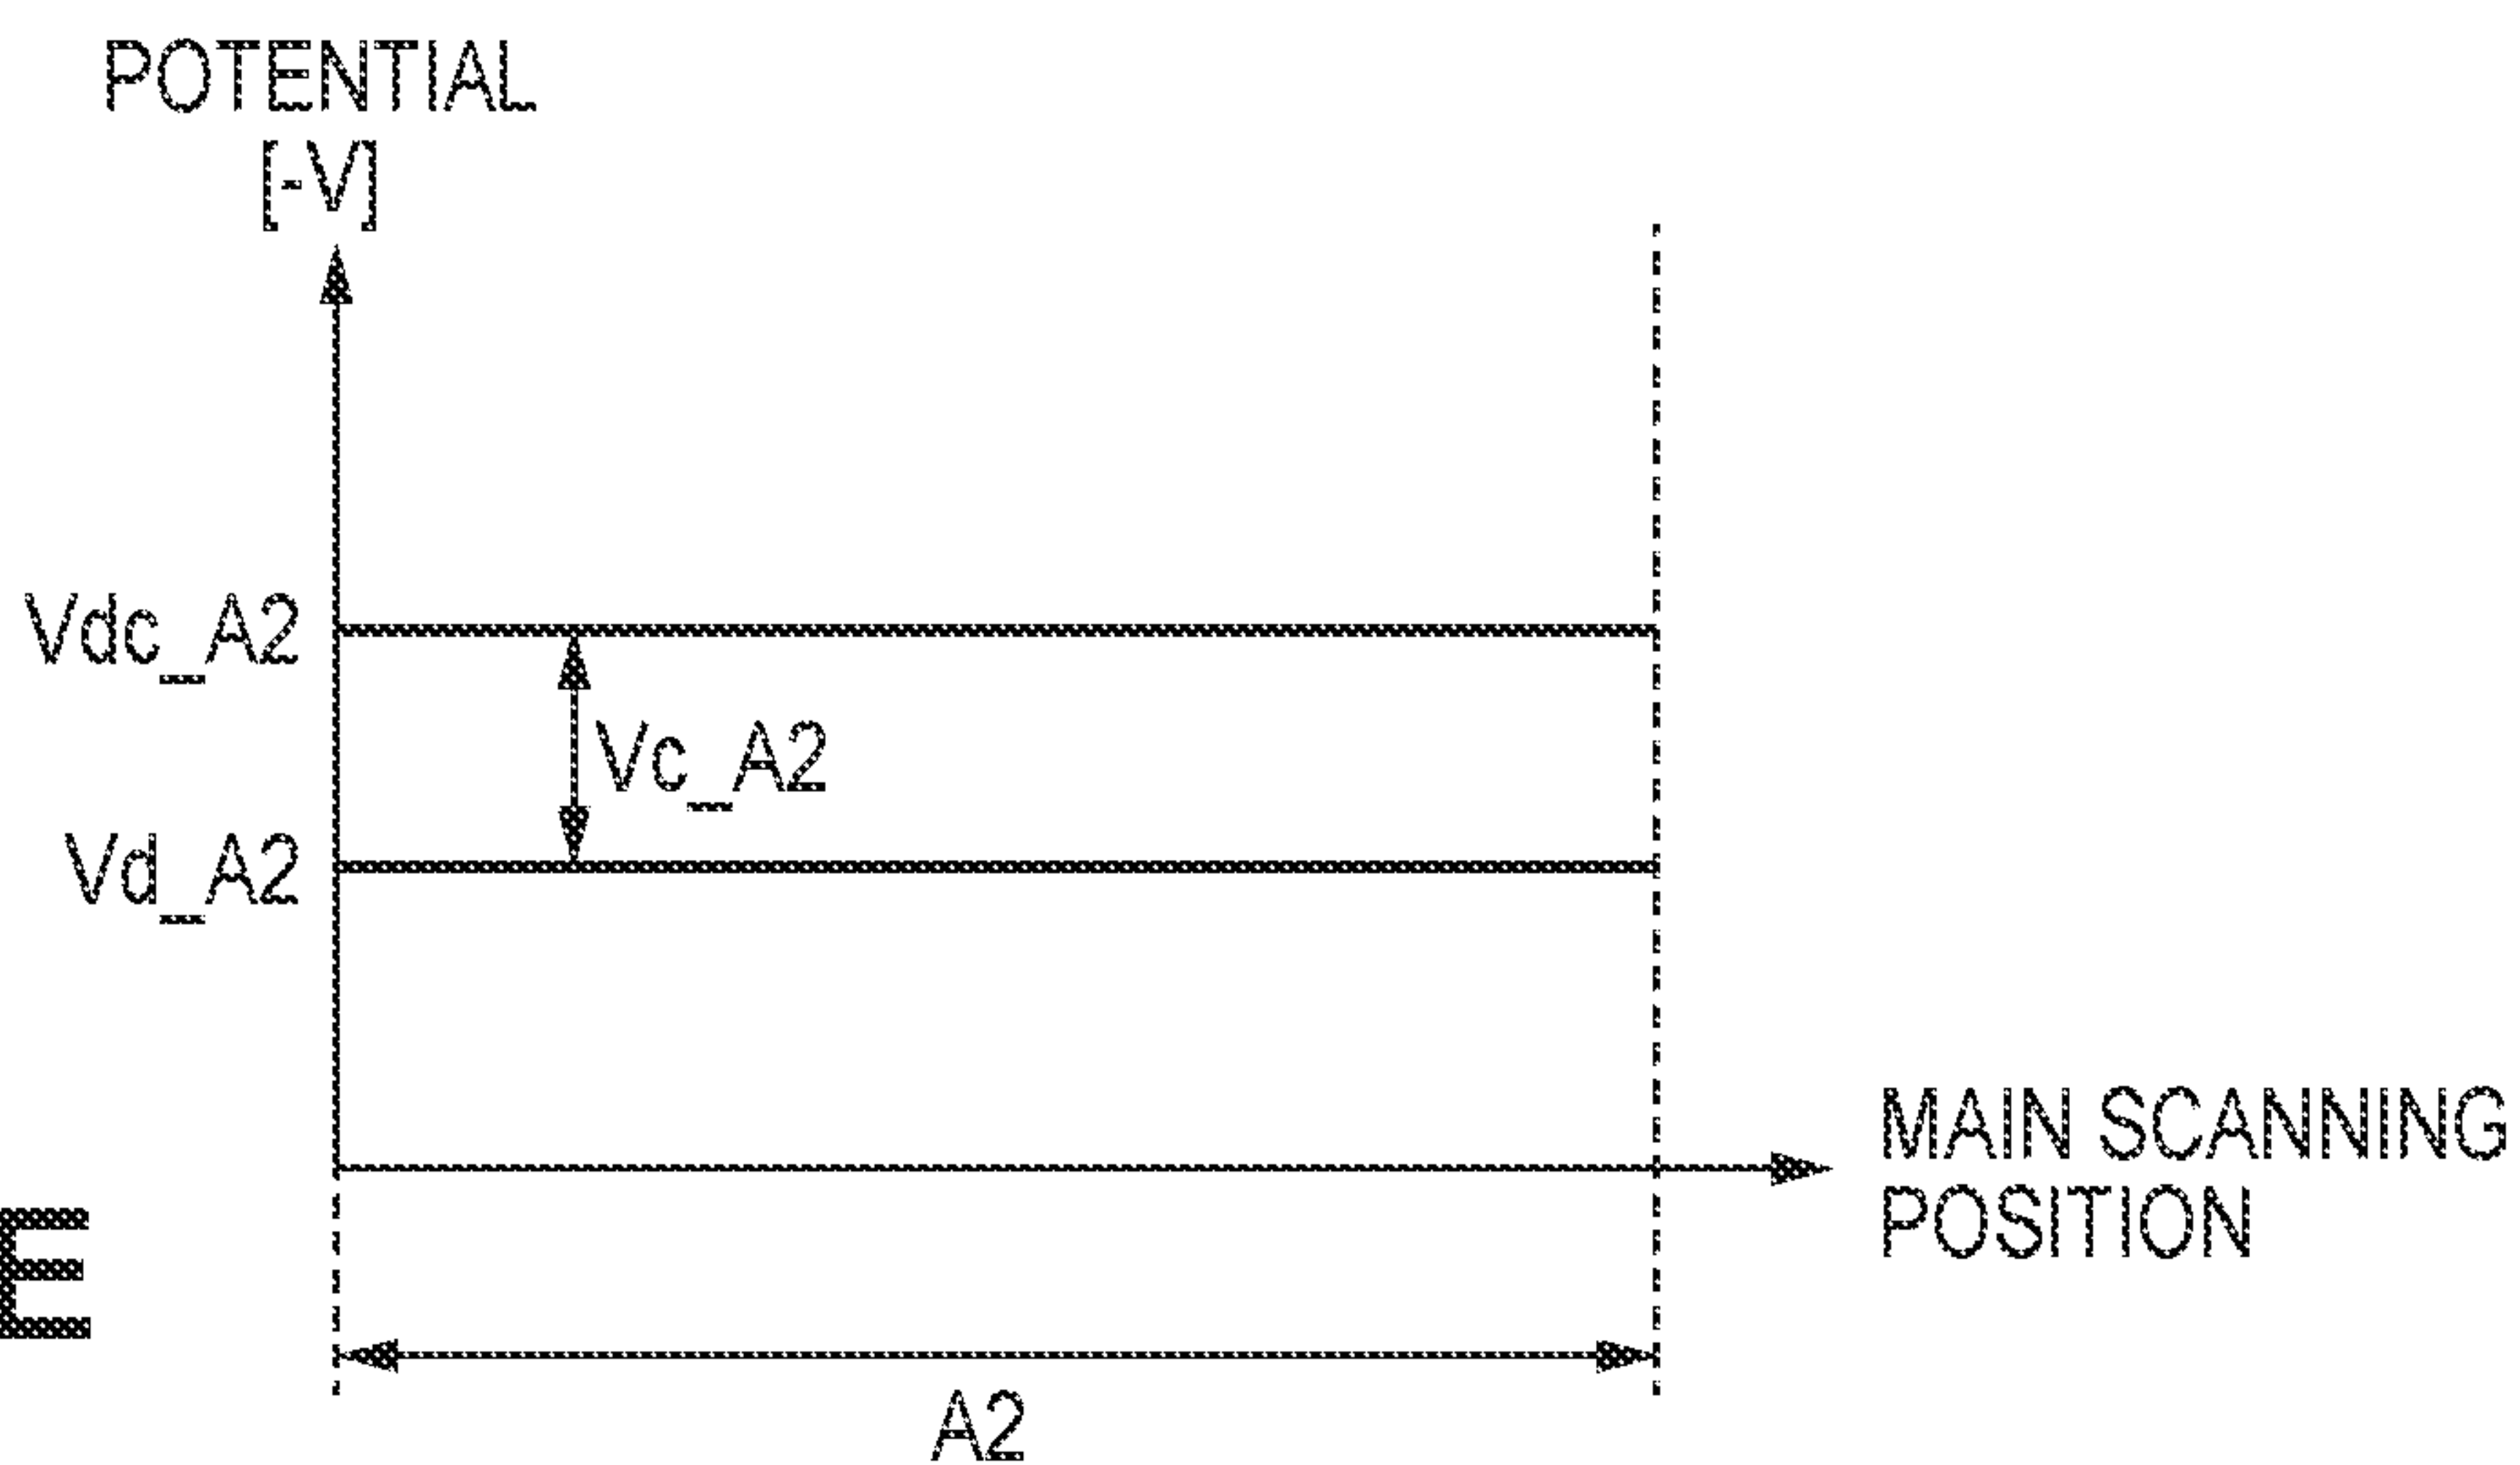 POTENTIAL
[-V]
Vdc_A2
Vc_A2
Vd_A2
MAIN SCANNING
POSITION
E
A2